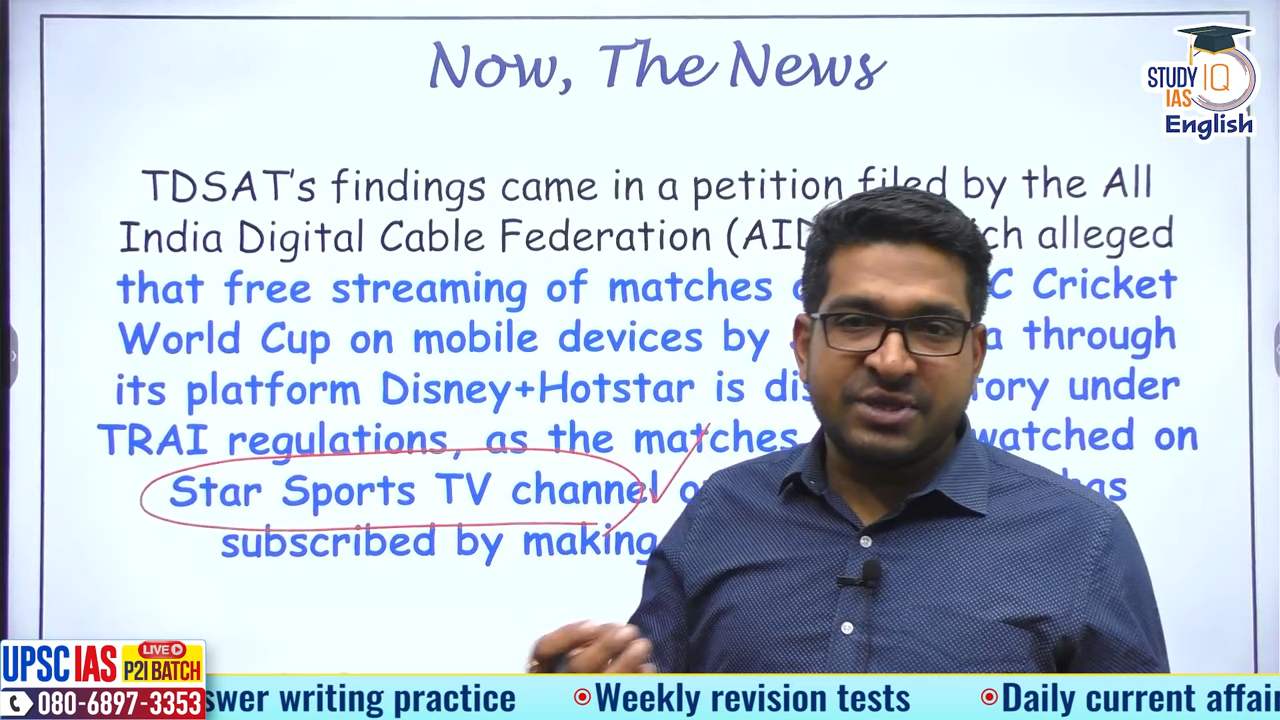 Now, The News
STUDY IQ
IAS
English
TDSAT's findings came in a petition filed by the All
India Digital Cable Federation (AID ch alleged
that free streaming of matches C Cricket
World Cup on mobile devices by a through
its platform Disney+Hotstar is dis tory under
TRAI regulations, as the matches watched on
Star Sports TV channel has
subscribed by making
UPSC IAS LIVE P2I BATCH
080-6897-3353
swer writing practice Weekly revision tests Daily current affai